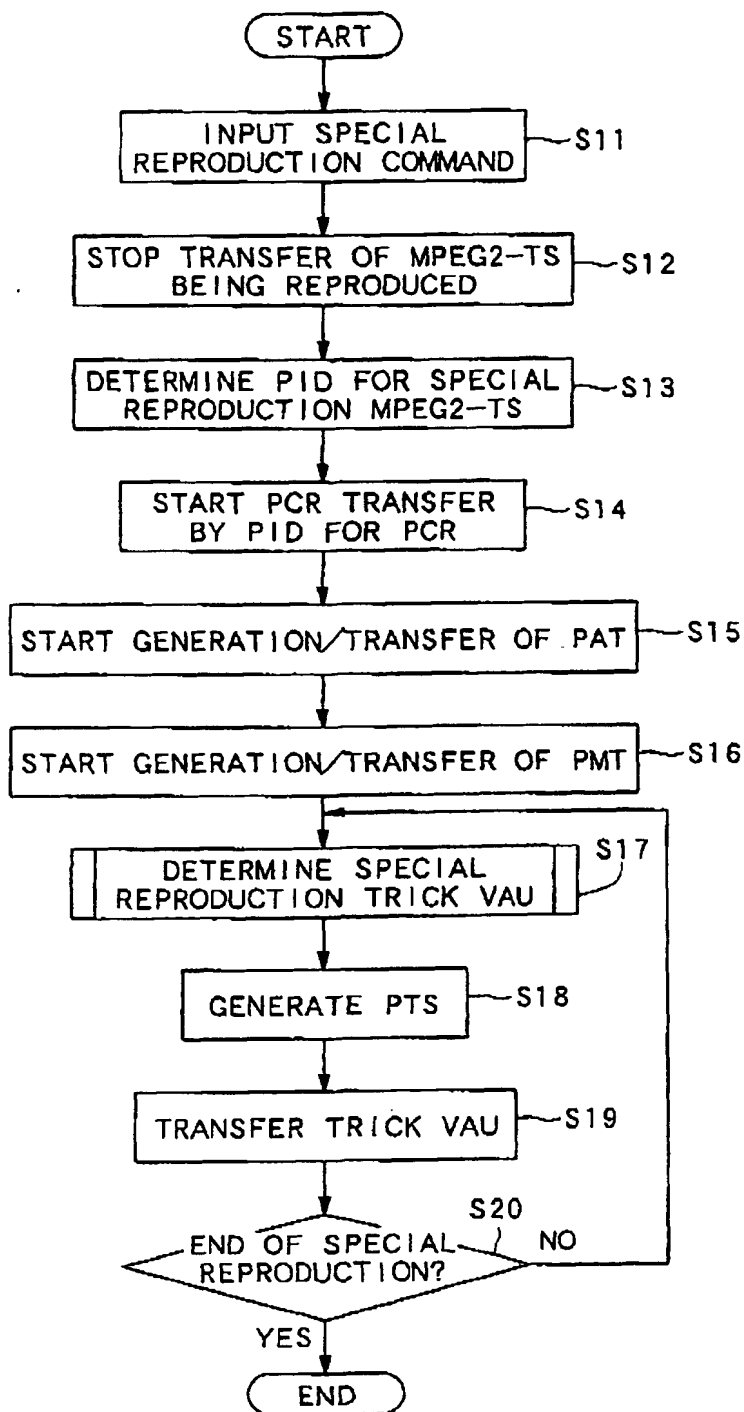 START
INPUT SPECIAL
REPRODUCTION COMMAND
S11
STOP TRANSFER OF MPEG2-TS
BEING REPRODUCED
S12
DETERMINE PID FOR SPECIAL
REPRODUCTION MPEG2-TS
S13
START PCR TRANSFER
BY PID FOR PCR
S14
START GENERATION/TRANSFER OF PAT
S15
START GENERATION/TRANSFER OF PMT
S16
DETERMINE SPECIAL
REPRODUCTION TRICK VAU
S17
GENERATE PTS
S18
TRANSFER TRICK VAU
S19
END OF SPECIAL
REPRODUCTION?
S20
NO
YES
END